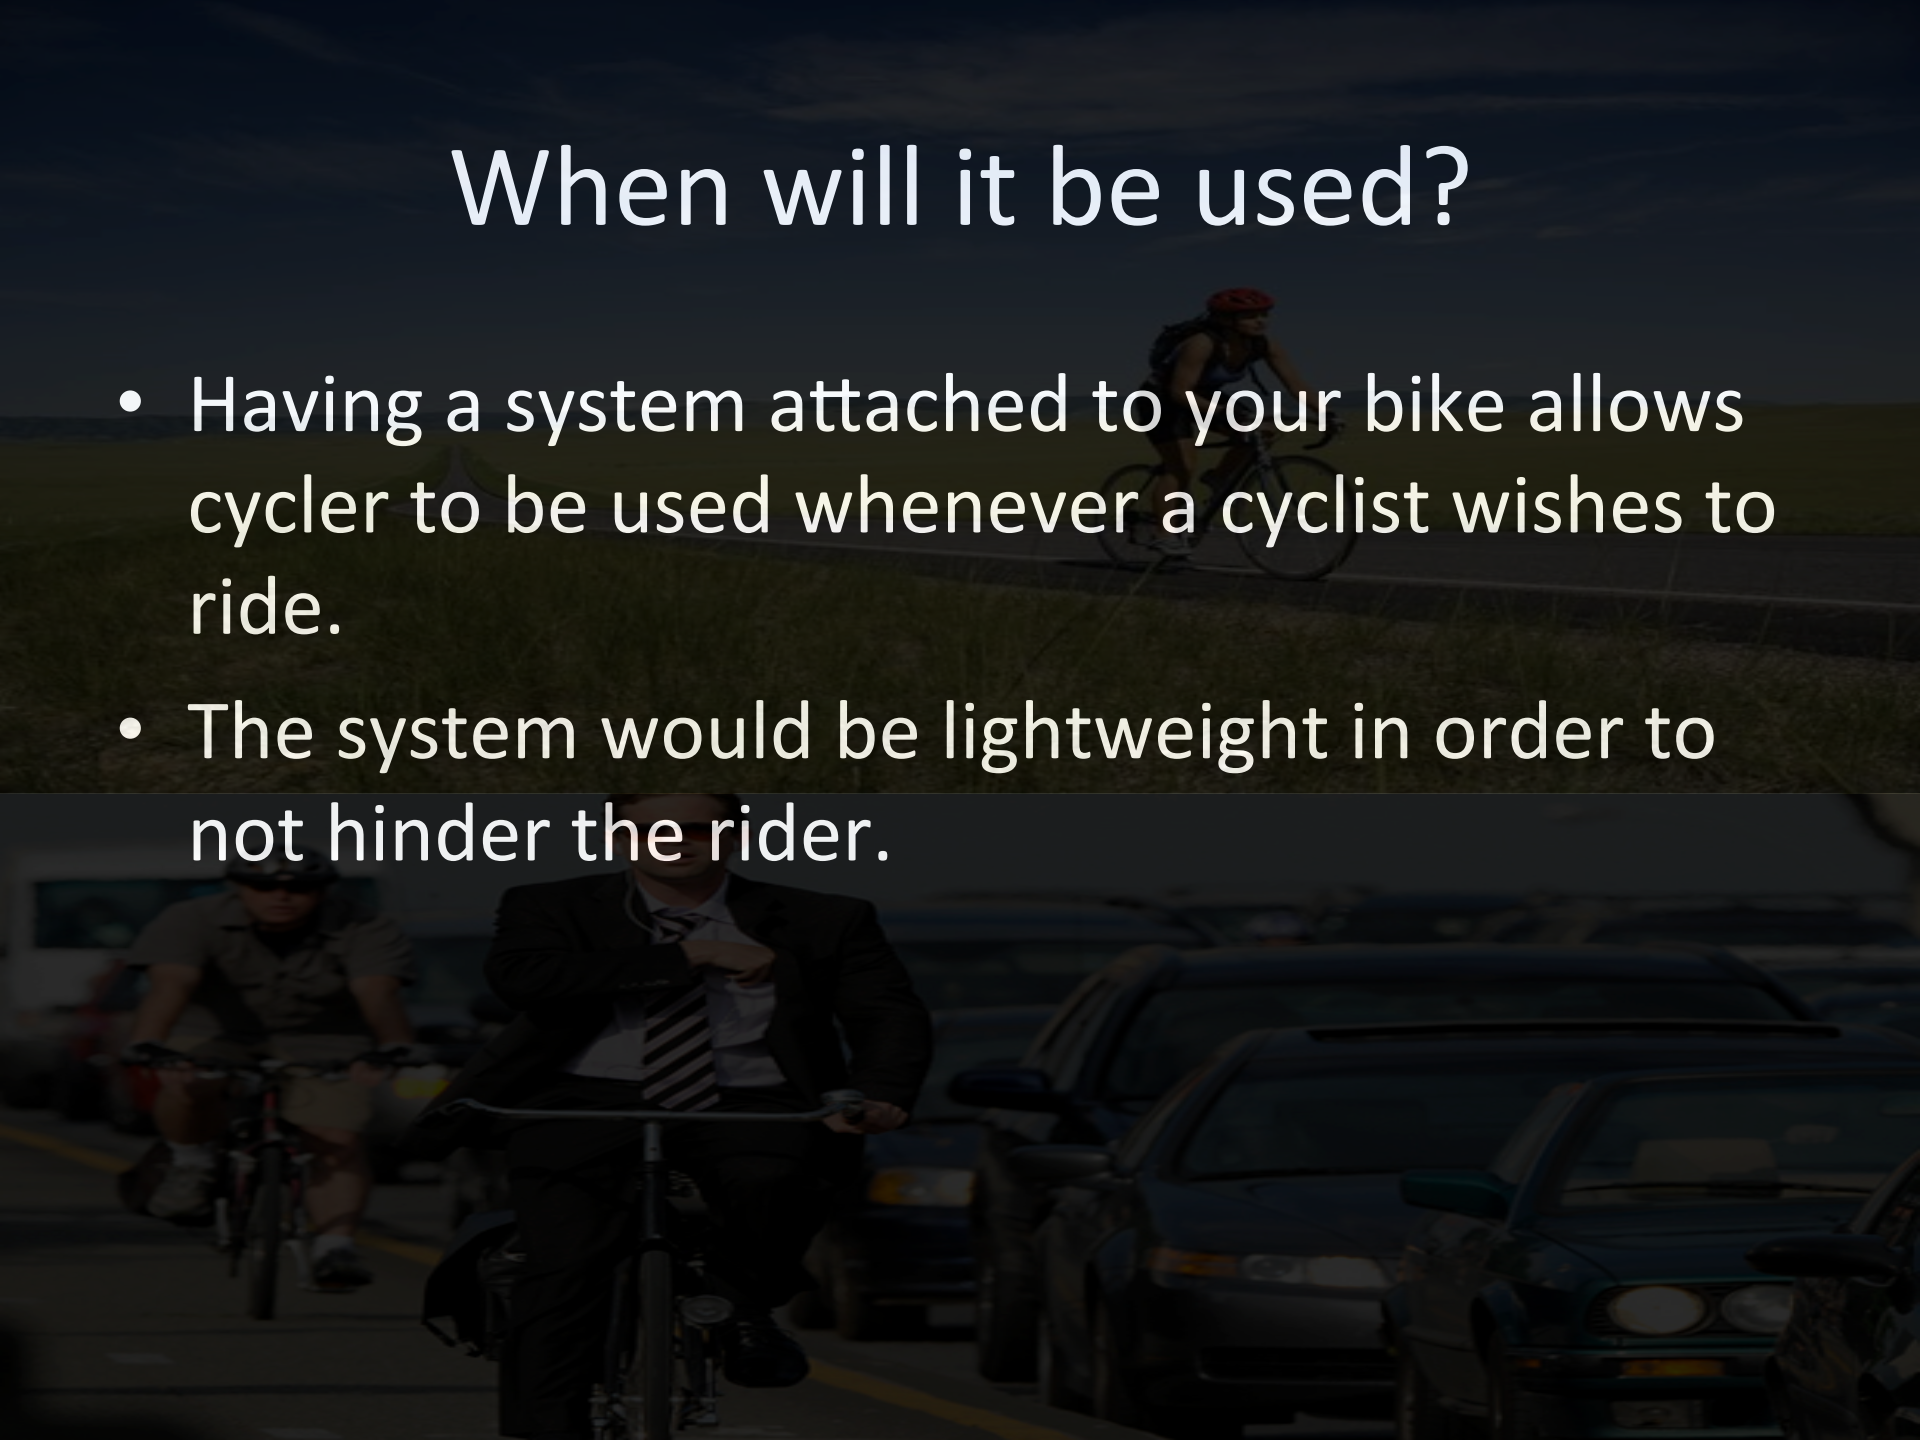 When will it be used?
• Having a system attached to your bike allows
cycler to be used whenever a cyclist wishes to
ride.
• The system would be lightweight in order to
not hinder the rider.